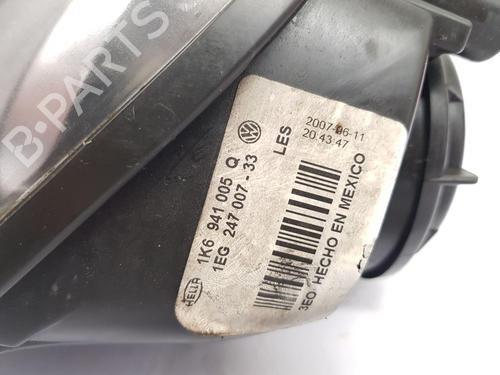 B-PARTS
HELLA
1K6 941 005 Q
1EG 247 007 - 33
LES
2007-06-11
20:43:47
3EO HECHO EN MEXICO